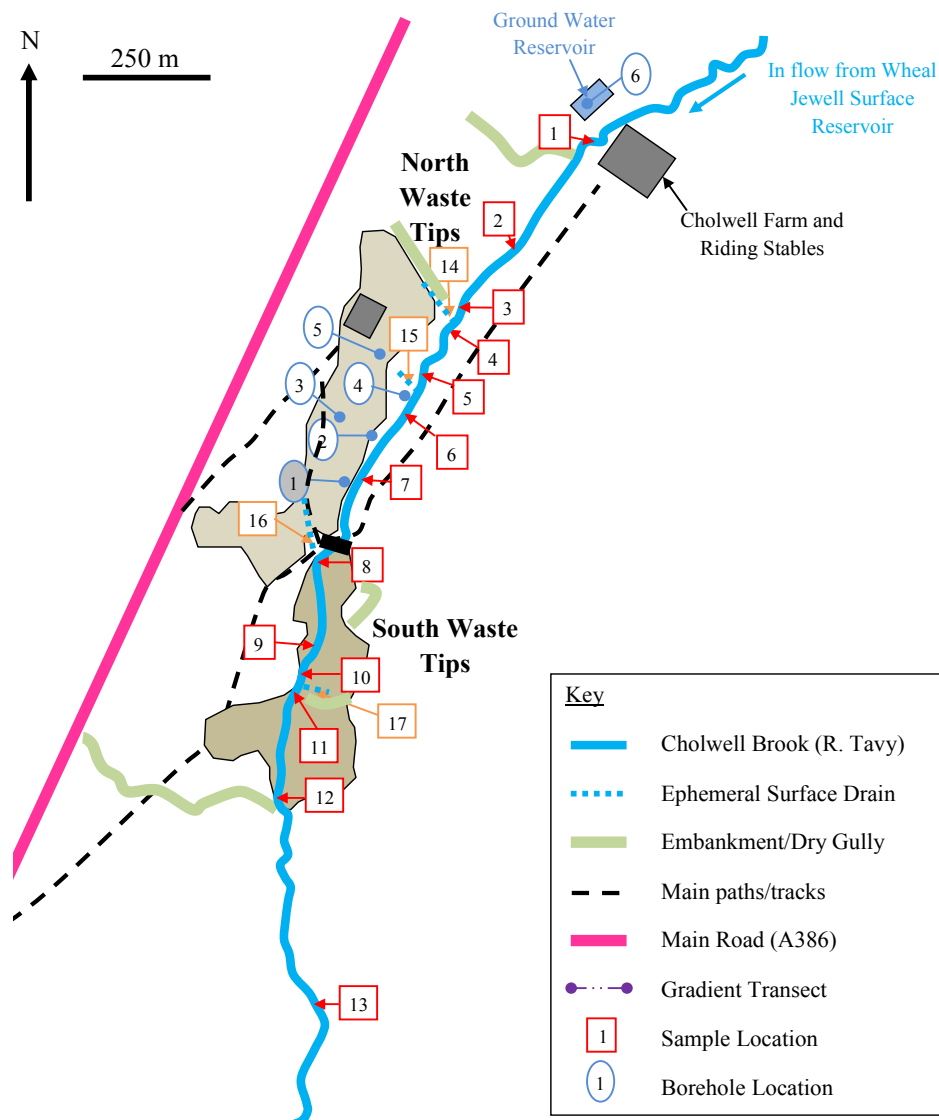 N
250 m
Ground Water
Reservoir
6
In flow from Wheal
Jewell Surface
Reservoir
1
North
Waste
Tips
Cholwell Farm and
Riding Stables
2
14
3
15
4
5
3
4
5
2
6
1
7
16
8
South Waste
Tips
9
10
17
11
12
13
Key
Cholwell Brook (R. Tavy)
Ephemeral Surface Drain
Embankment/Dry Gully
Main paths/tracks
Main Road (A386)
Gradient Transect
1
Sample Location
1
Borehole Location